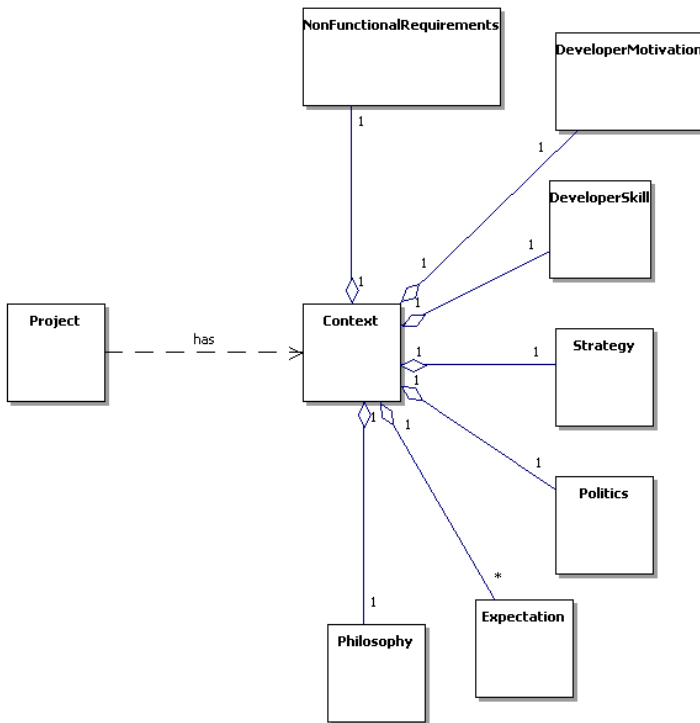 NonFunctionalRequirements
DeveloperMotivation
1
1
DeveloperSkill
1
1
1
1
Project
has
Context
1
1
Strategy
1
1
Politics
1
1
*
Expectation
1
1
Philosophy